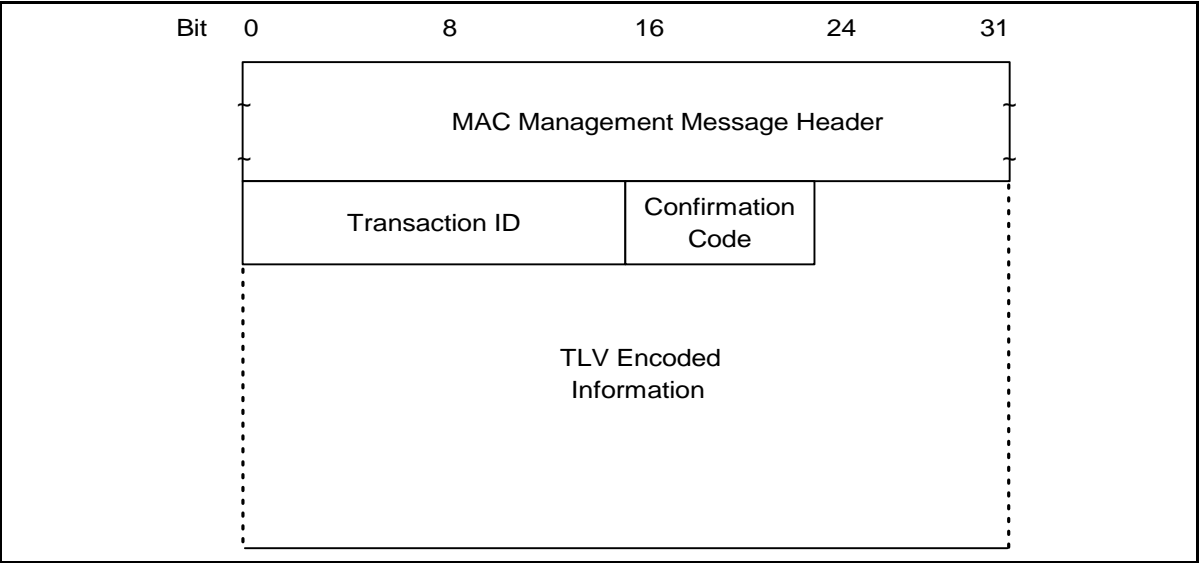 Bit 0 8 16 24 31
MAC Management Message Header
Transaction ID
Confirmation
Code
TLV Encoded
Information